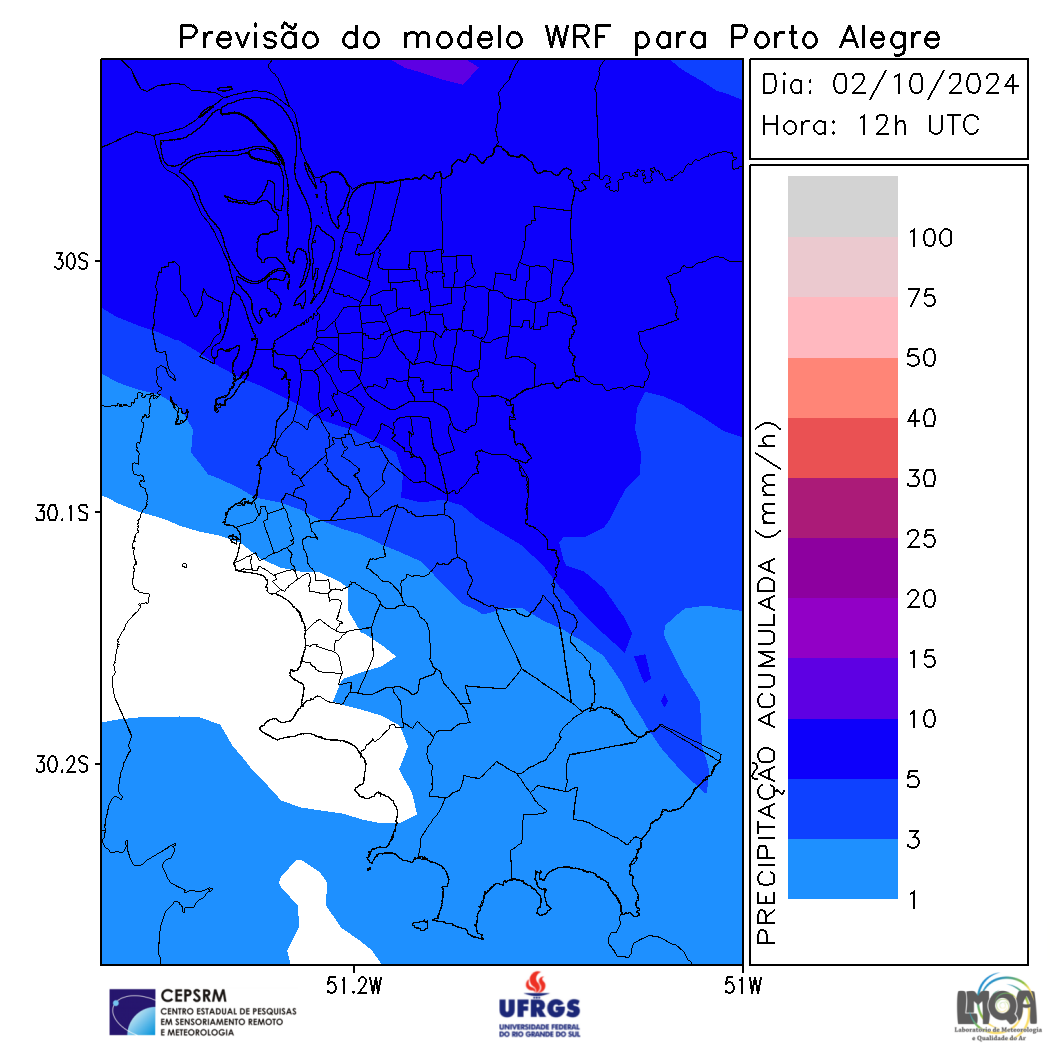 Previsão do modelo WRF para Porto Alegre
Dia: 02/10/2024
Hora: 12h UTC
30S
30.1S
30.2S
51.2W
51W
PRECIPITAÇÃO ACUMULADA (mm/h)
100
75
50
40
30
25
20
15
10
5
3
1
CEPSRM
CENTRO ESTADUAL DE PESQUISAS
EM SENSORIAMENTO REMOTO
E METEOROLOGIA
UFRGS
UNIVERSIDADE FEDERAL
DO RIO GRANDE DO SUL
LMQA
Laboratório de Meteorologia
e Qualidade do Ar